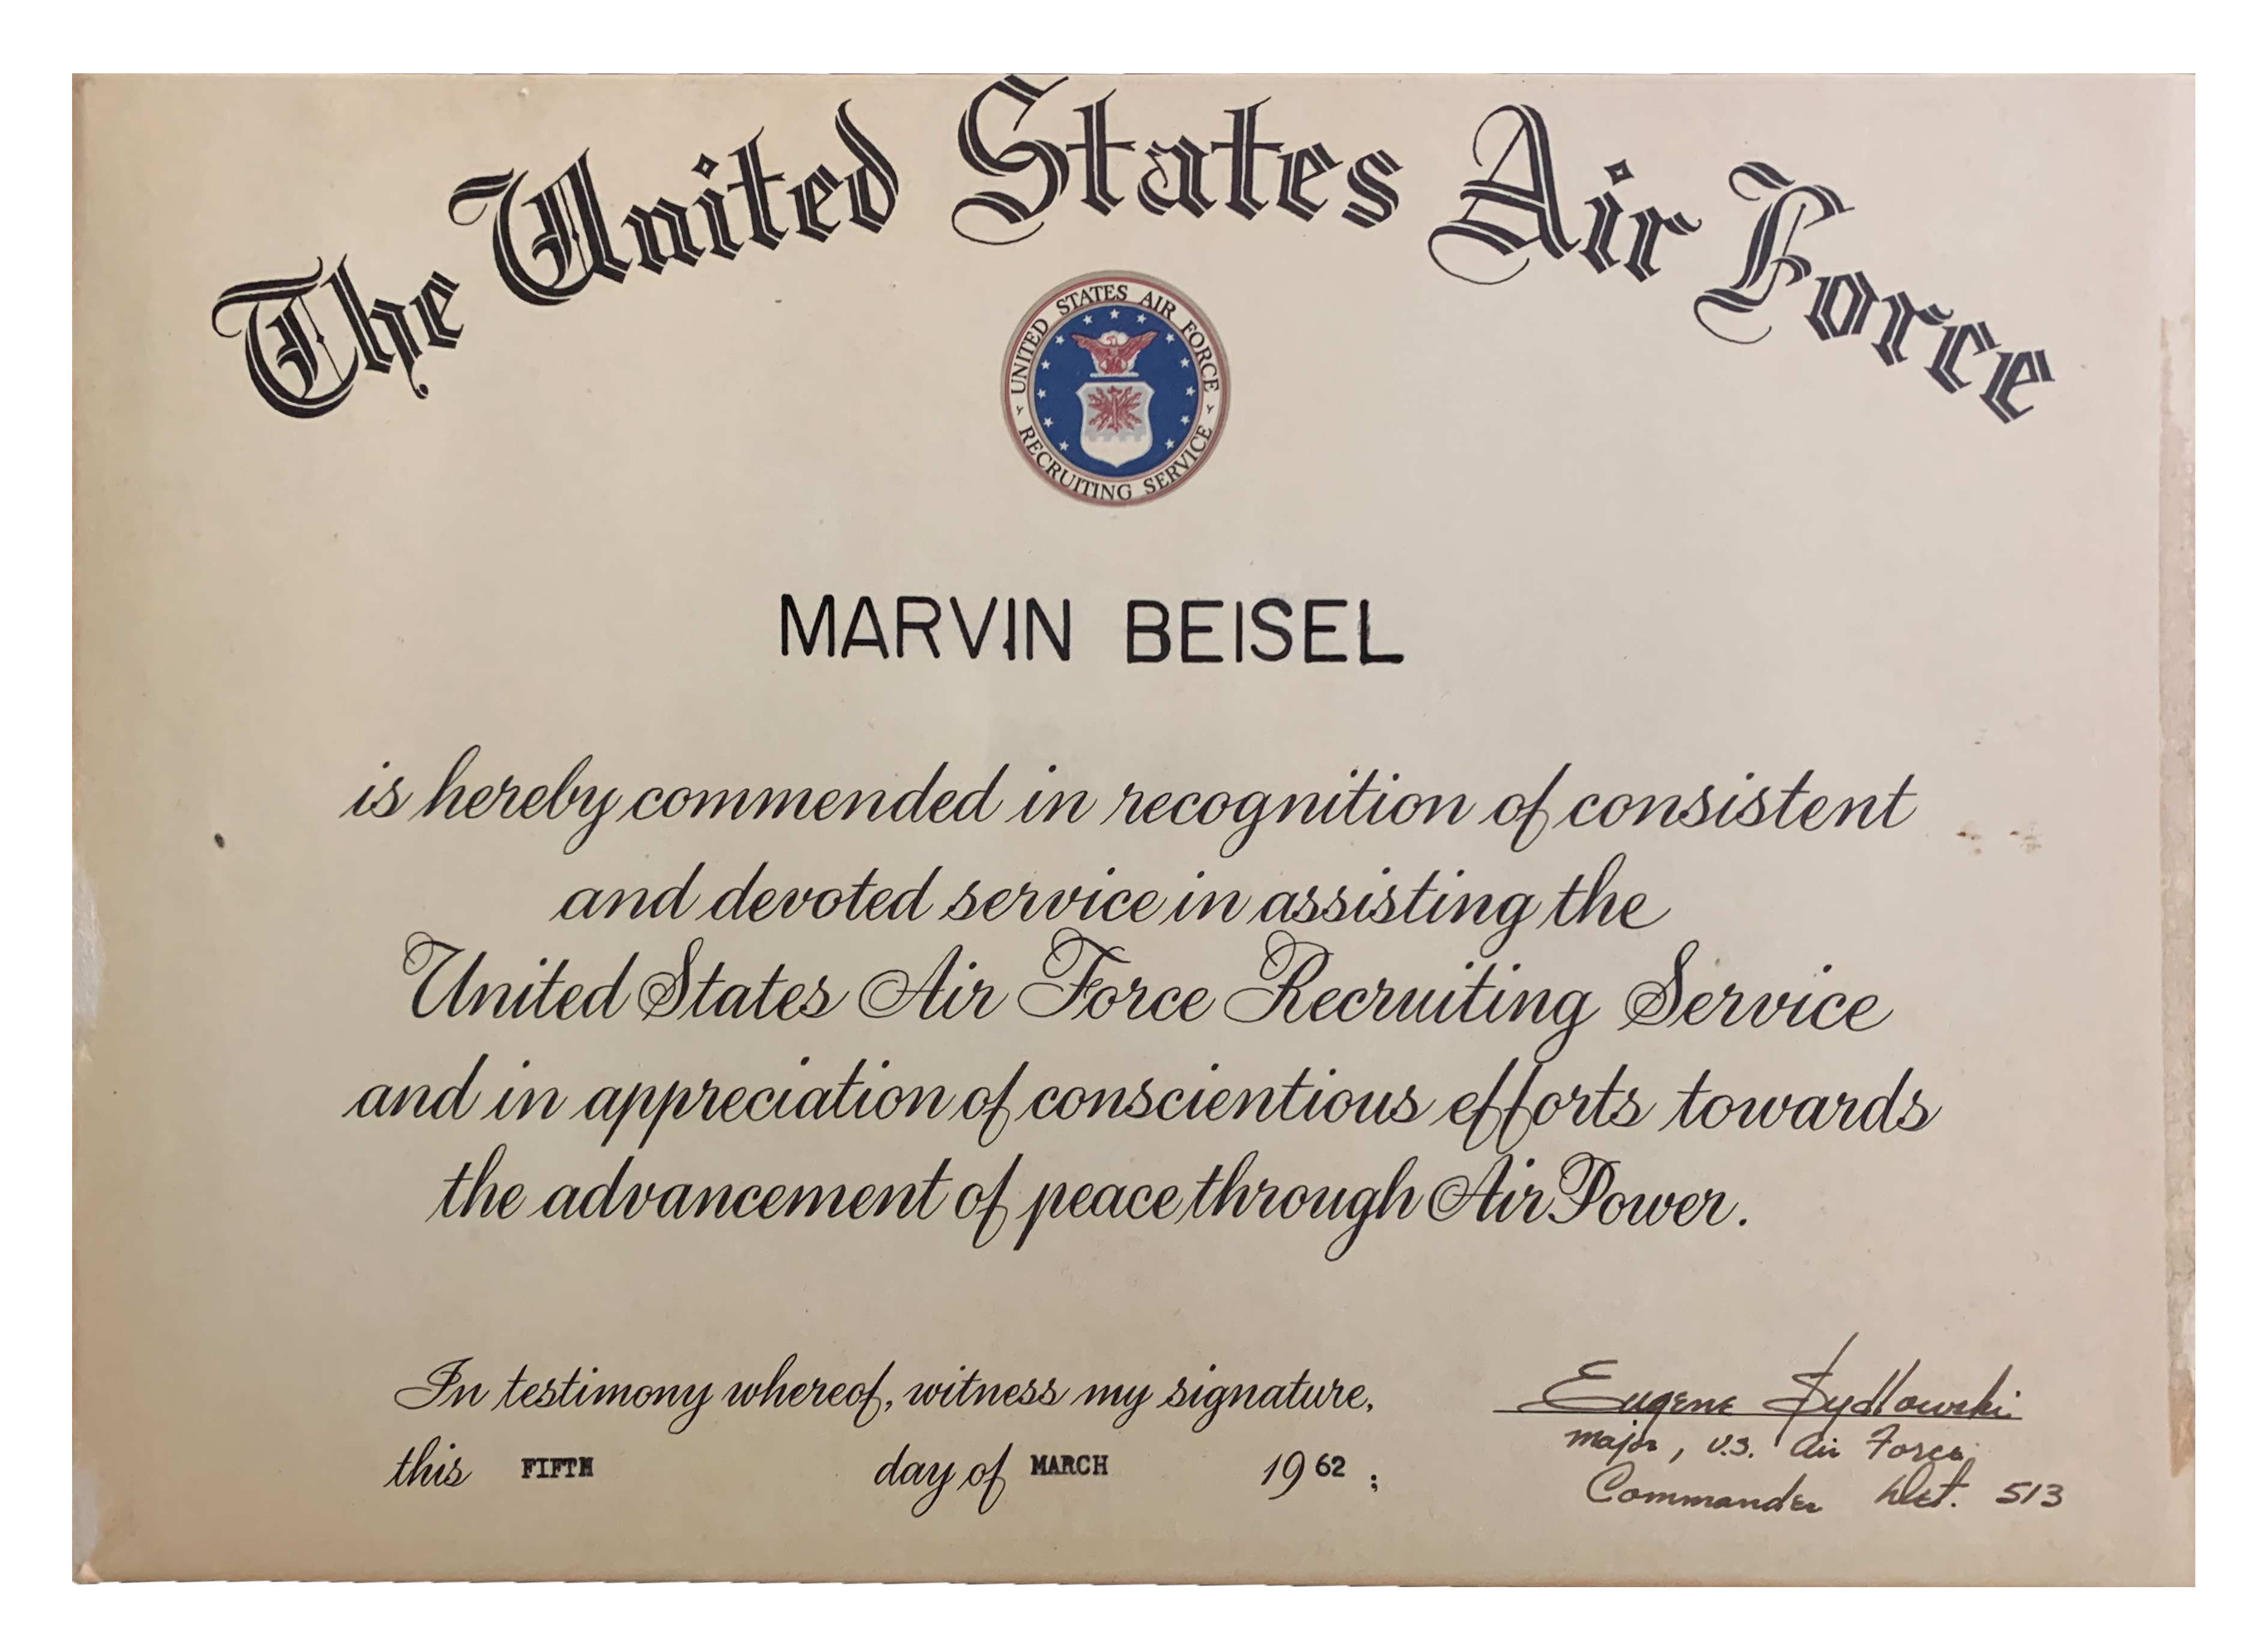 The United States Air Force
UNITED STATES AIR FORCE
RECRUITING SERVICE
MARVIN BEISEL
is hereby commended in recognition of consistent
and devoted service in assisting the
United States Air Force Recruiting Service
and in appreciation of conscientious efforts towards
the advancement of peace through Air Power.
In testimony whereof, witness my signature,
this FIFTH day of MARCH 1962 ;
Eugene Sydlowski
Major, U.S. Air Force
Commander Det. 513